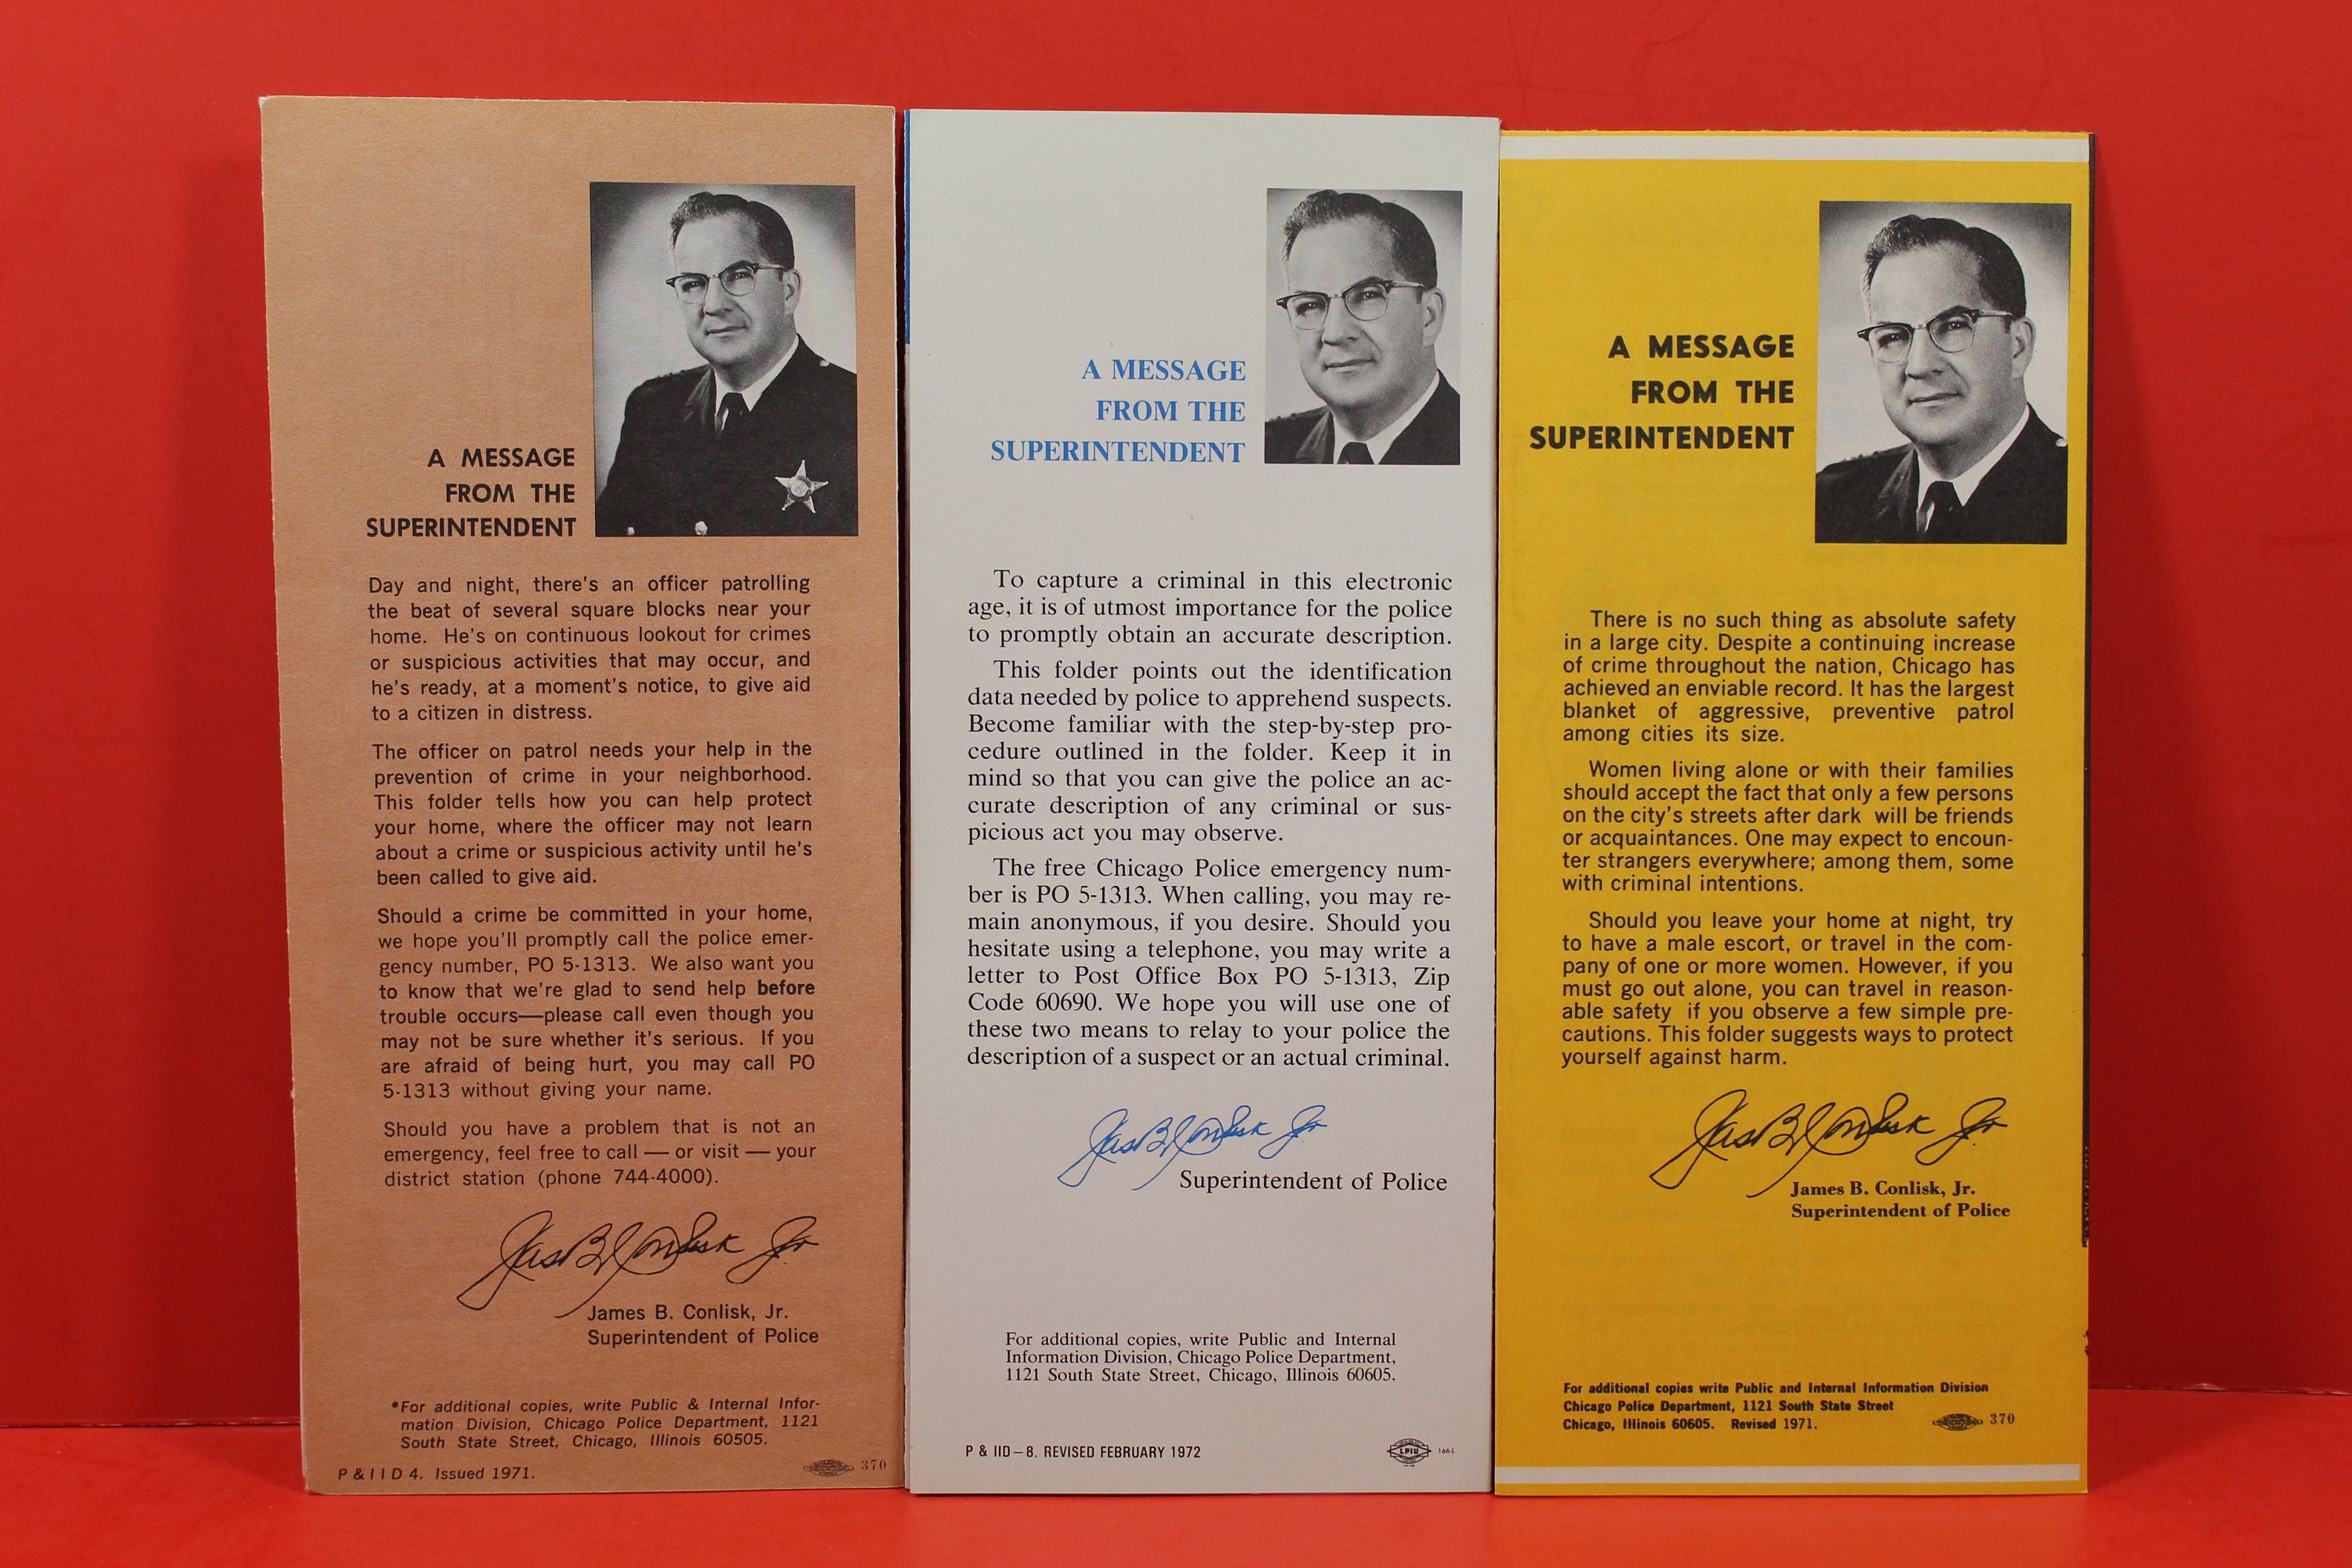 A MESSAGE
FROM THE
SUPERINTENDENT
Day and night, there's an officer patrolling
the beat of several square blocks near your
home. He's on continuous lookout for crimes
or suspicious activities that may occur, and
he's ready, at a moment's notice, to give aid
to a citizen in distress.
The officer on patrol needs your help in the
prevention of crime in your neighborhood.
This folder tells how you can help protect
your home, where the officer may not learn
about a crime or suspicious activity until he's
been called to give aid.
Should a crime be committed in your home,
we hope you'll promptly call the police emer-
gency number, PO 5-1313. We also want you
to know that we're glad to send help before
trouble occurs—please call even though you
may not be sure whether it's serious. If you
are afraid of being hurt, you may call PO
5-1313 without giving your name.
Should you have a problem that is not an
emergency, feel free to call — or visit — your
district station (phone 744-4000).
Jas B Conlisk Jr
James B. Conlisk, Jr.
Superintendent of Police
*For additional copies, write Public & Internal Infor-
mation Division, Chicago Police Department, 1121
South State Street, Chicago, Illinois 60505.
P & I I D 4. Issued 1971.
370
A MESSAGE
FROM THE
SUPERINTENDENT
To capture a criminal in this electronic
age, it is of utmost importance for the police
to promptly obtain an accurate description.
This folder points out the identification
data needed by police to apprehend suspects.
Become familiar with the step-by-step pro-
cedure outlined in the folder. Keep it in
mind so that you can give the police an ac-
curate description of any criminal or sus-
picious act you may observe.
The free Chicago Police emergency num-
ber is PO 5-1313. When calling, you may re-
main anonymous, if you desire. Should you
hesitate using a telephone, you may write a
letter to Post Office Box PO 5-1313, Zip
Code 60690. We hope you will use one of
these two means to relay to your police the
description of a suspect or an actual criminal.
Jas B Conlisk Jr
Superintendent of Police
For additional copies, write Public and Internal
Information Division, Chicago Police Department,
1121 South State Street, Chicago, Illinois 60605.
P & IID – 8. REVISED FEBRUARY 1972
LPIU
166-L
A MESSAGE
FROM THE
SUPERINTENDENT
There is no such thing as absolute safety
in a large city. Despite a continuing increase
of crime throughout the nation, Chicago has
achieved an enviable record. It has the largest
blanket of aggressive, preventive patrol
among cities its size.
Women living alone or with their families
should accept the fact that only a few persons
on the city's streets after dark will be friends
or acquaintances. One may expect to encoun-
ter strangers everywhere; among them, some
with criminal intentions.
Should you leave your home at night, try
to have a male escort, or travel in the com-
pany of one or more women. However, if you
must go out alone, you can travel in reason-
able safety if you observe a few simple pre-
cautions. This folder suggests ways to protect
yourself against harm.
Jas B Conlisk Jr
James B. Conlisk, Jr.
Superintendent of Police
For additional copies write Public and Internal Information Division
Chicago Police Department, 1121 South State Street
Chicago, Illinois 60605. Revised 1971.
370